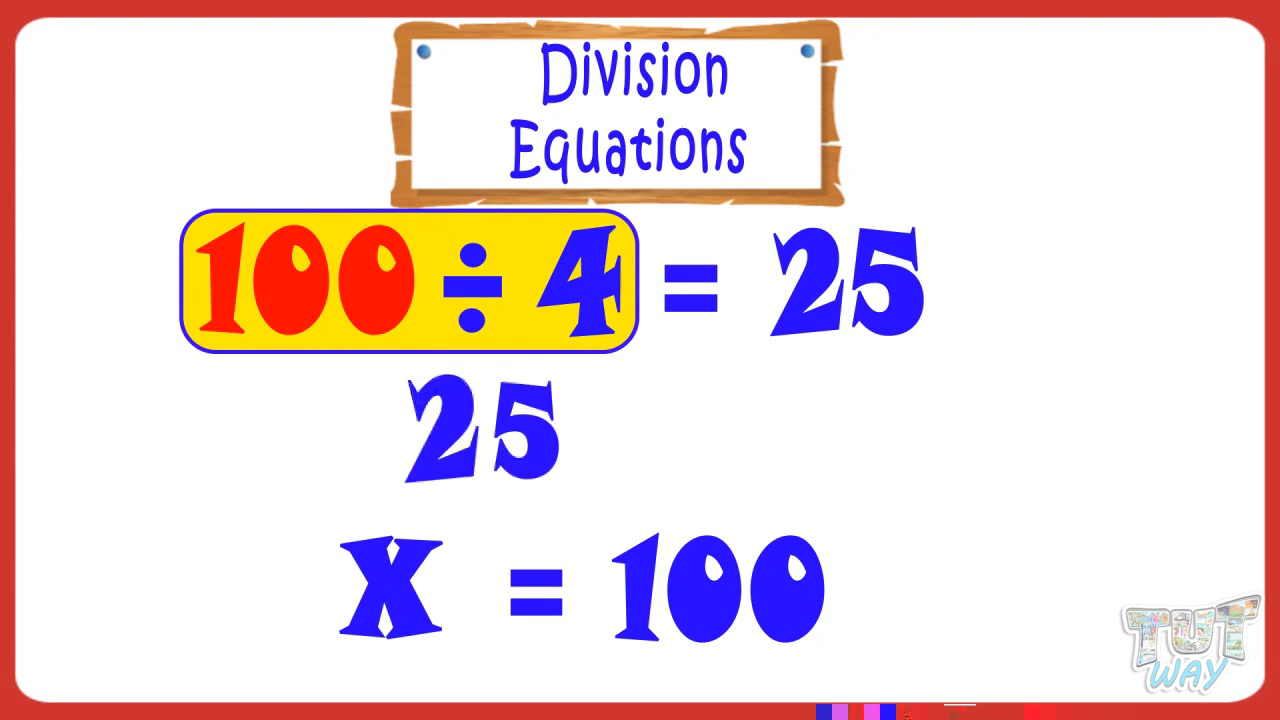 Division
Equations
100 ÷ 4 = 25
25
x = 100
TUT
WAY